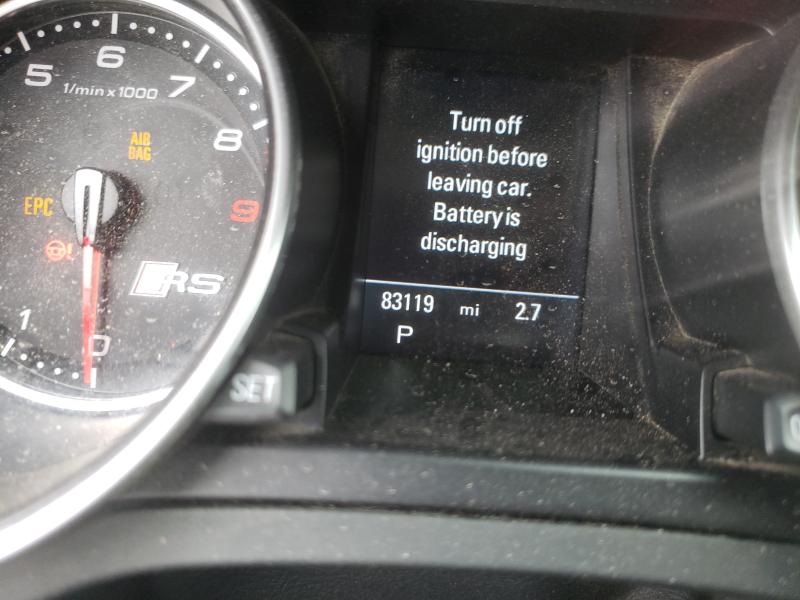 5
6
7
8
9
1/min x 1000
AIR
BAG
EPC
RS
1
0
SET
Turn off
ignition before
leaving car.
Battery is
discharging
83119 mi 2.7
P